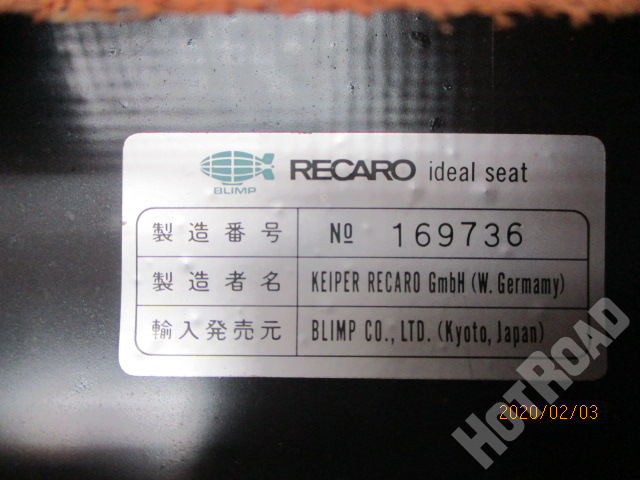 BLIMP
RECARO ideal seat
製造番号 № 169736
製造者名 KEIPER RECARO GmbH (W. Germamy)
輸入発売元 BLIMP CO., LTD. (Kyoto, Japan)
HOTROAD
2020/02/03